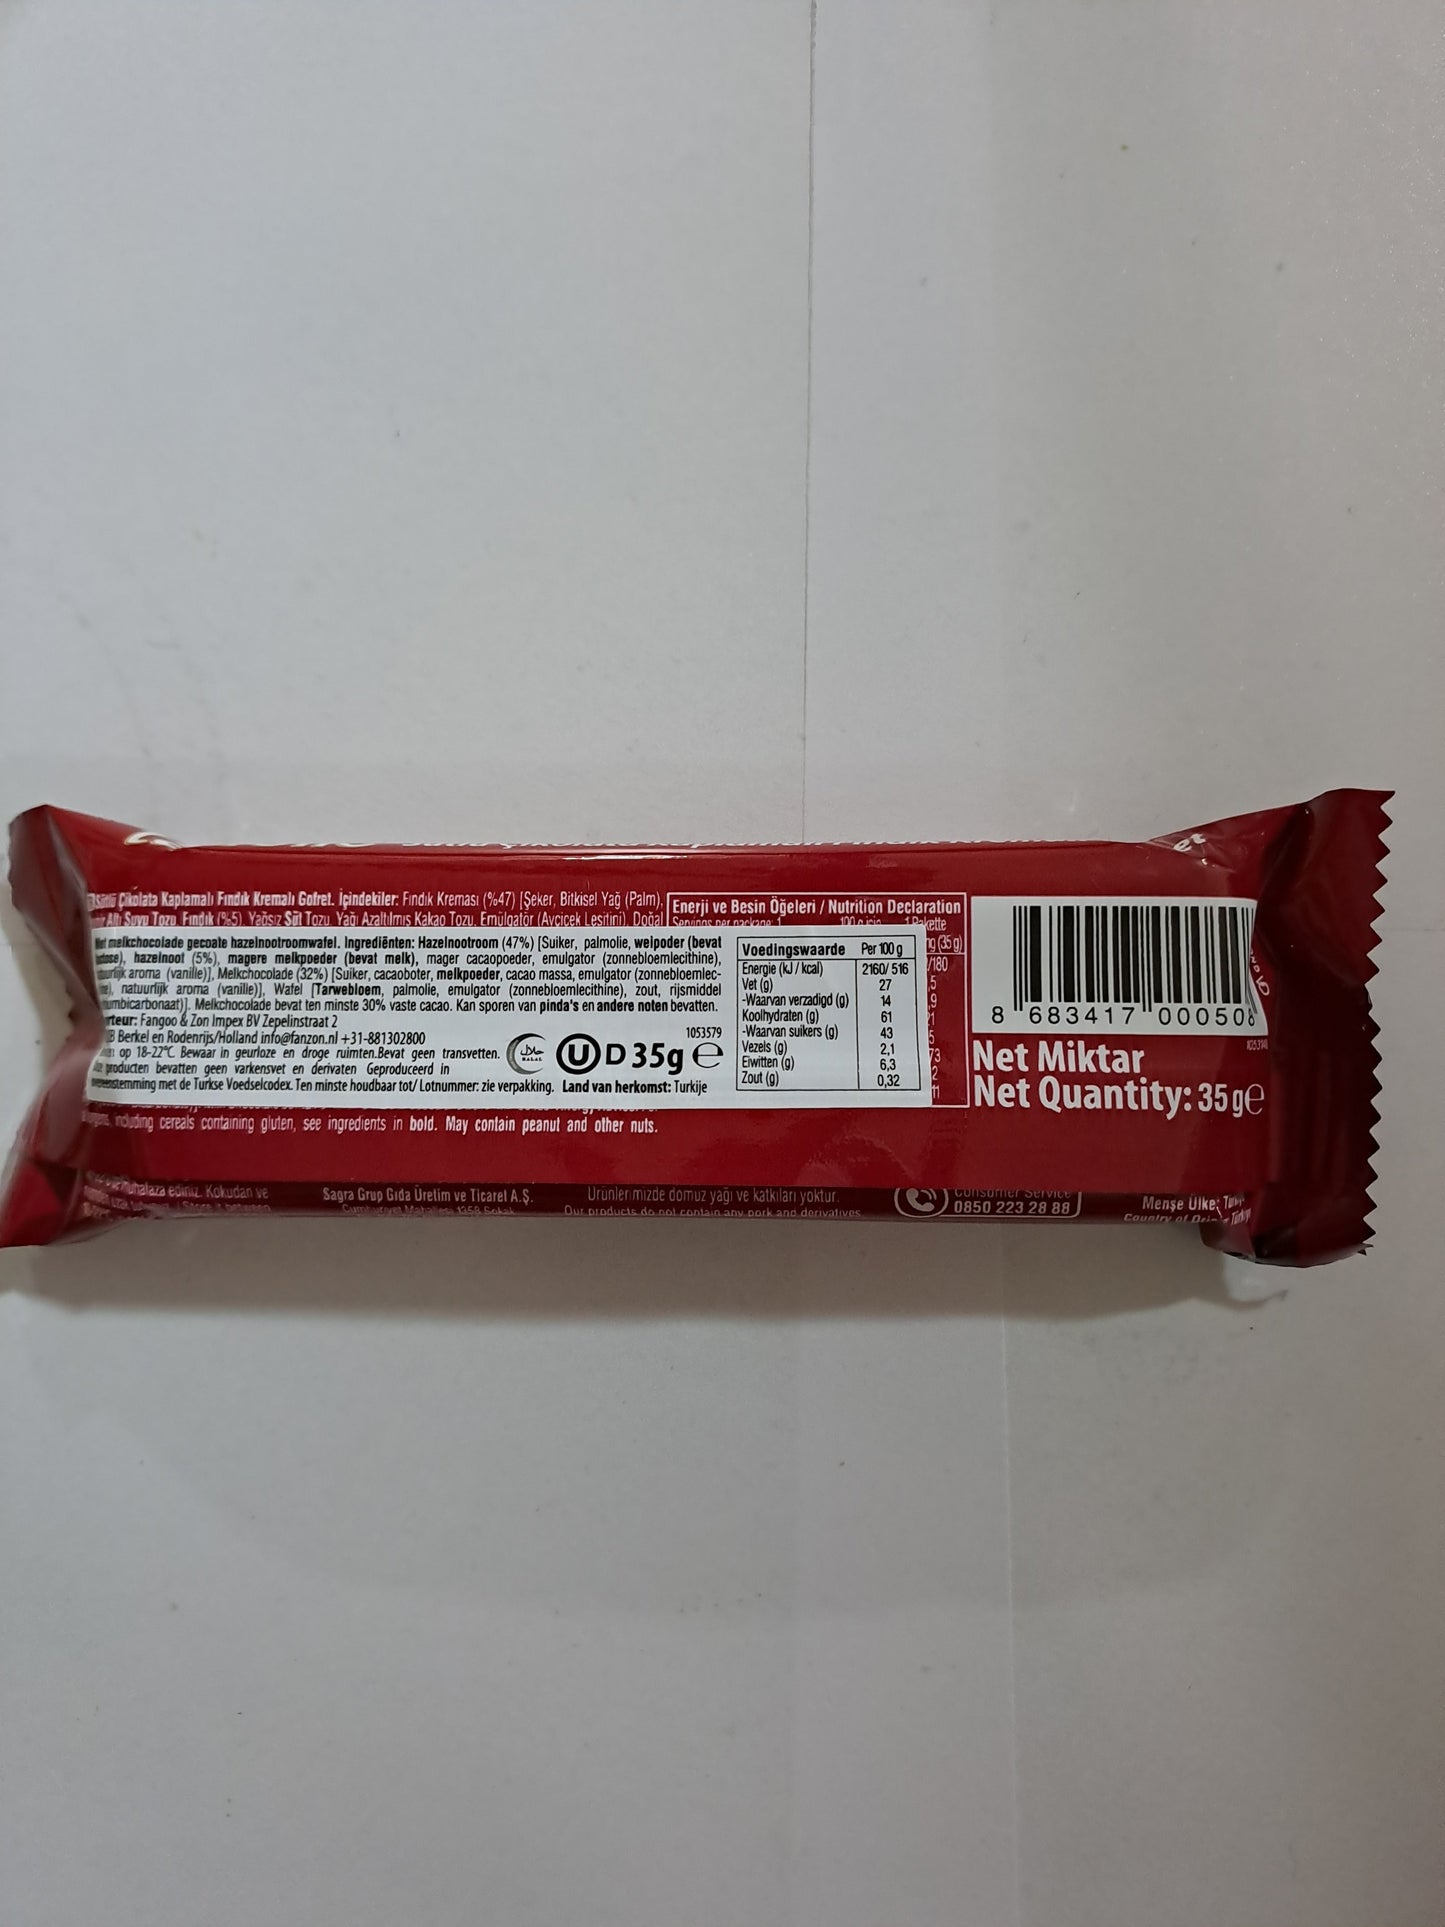 Sütlü Çikolata Kaplamalı Fındık Kremalı Gofret. İçindekiler: Fındık Kreması (%47) [Şeker, Bitkisel Yağ (Palm),
Altı Suyu Tozu, Fındık (%5), Yağsız Süt Tozu, Yağı Azaltılmış Kakao Tozu, Emülgatör (Ayçiçek Lesitini), Doğal
Enerji ve Besin Öğeleri / Nutrition Declaration
Servings per package: 1 100 g için 1 Pakette
(35 g)
/180
melkchocolade gecoate hazelnootroomwafel. Ingrediënten: Hazelnootroom (47%) [Suiker, palmolie, weipoder (bevat
hazelnoot (5%), magere melkpoeder (bevat melk), mager cacaopoeder, emulgator (zonnebloemlecithine),
aroma (vanille)], Melkchocolade (32%) [Suiker, cacaoboter, melkpoeder, cacao massa, emulgator (zonnebloemlec-
natuurlijk aroma (vanille)], Wafel [Tarwebloem, palmolie, emulgator (zonnebloemlecithine), zout, rijsmiddel
Melkchocolade bevat ten minste 30% vaste cacao. Kan sporen van pinda's en andere noten bevatten.
Fangoo & Zon Impex BV Zepelinstraat 2
Berkel en Rodenrijs/Holland info@fanzon.nl +31-881302800
op 18-22°C Bewaar in geurloze en droge ruimten.Bevat geen transvetten.
producten bevatten geen varkensvet en derivaten Geproduceerd in
met de Turkse Voedselcodex. Ten minste houdbaar tot/ Lotnummer: zie verpakking. Land van herkomst: Turkije
1053579
HALAL
U D 35g e
Voedingswaarde Per 100 g
Energie (kJ / kcal) 2160/ 516
Vet (g) 27
-Waarvan verzadigd (g) 14
Koolhydraten (g) 61
-Waarvan suikers (g) 43
Vezels (g) 2,1
Eiwitten (g) 6,3
Zout (g) 0,32
8 683417 000508
Net Miktar
Net Quantity: 35 g e
including cereals containing gluten, see ingredients in bold. May contain peanut and other nuts.
muhafaza ediniz. Kokudan ve
Sagra Grup Gıda Üretim ve Ticaret A.Ş.
Cumhuriyet Mahallesi 1358 Sokak
Ürünlerimizde domuz yağı ve katkıları yoktur.
Our products do not contain any pork and derivatives
Consumer Service
0850 223 28 88
Menşe Ülke:
Country of